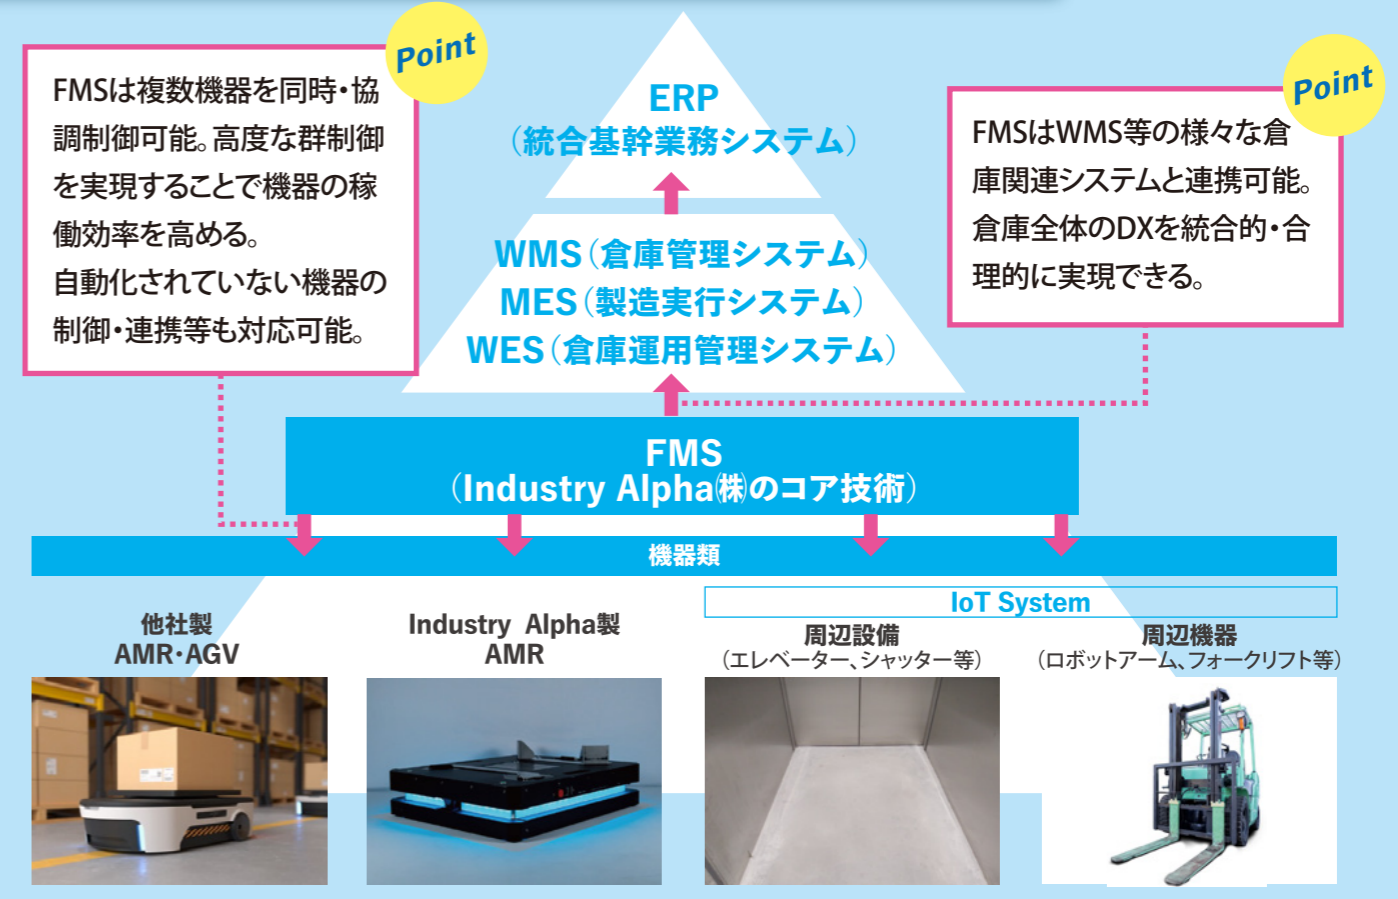 Point
FMSは複数機器を同時・協
調制御可能。高度な群制御
を実現することで機器の稼
働効率を高める。
自動化されていない機器の
制御・連携等も対応可能。
ERP
（統合基幹業務システム）
Point
FMSはWMS等の様々な倉
庫関連システムと連携可能。
倉庫全体のDXを統合的・合
理的に実現できる。
WMS（倉庫管理システム）
MES（製造実行システム）
WES（倉庫運用管理システム）
FMS
（Industry Alpha㈱のコア技術）
機器類
IoT System
他社製
AMR・AGV
Industry Alpha製
AMR
周辺設備
（エレベーター、シャッター等）
周辺機器
（ロボットアーム、フォークリフト等）